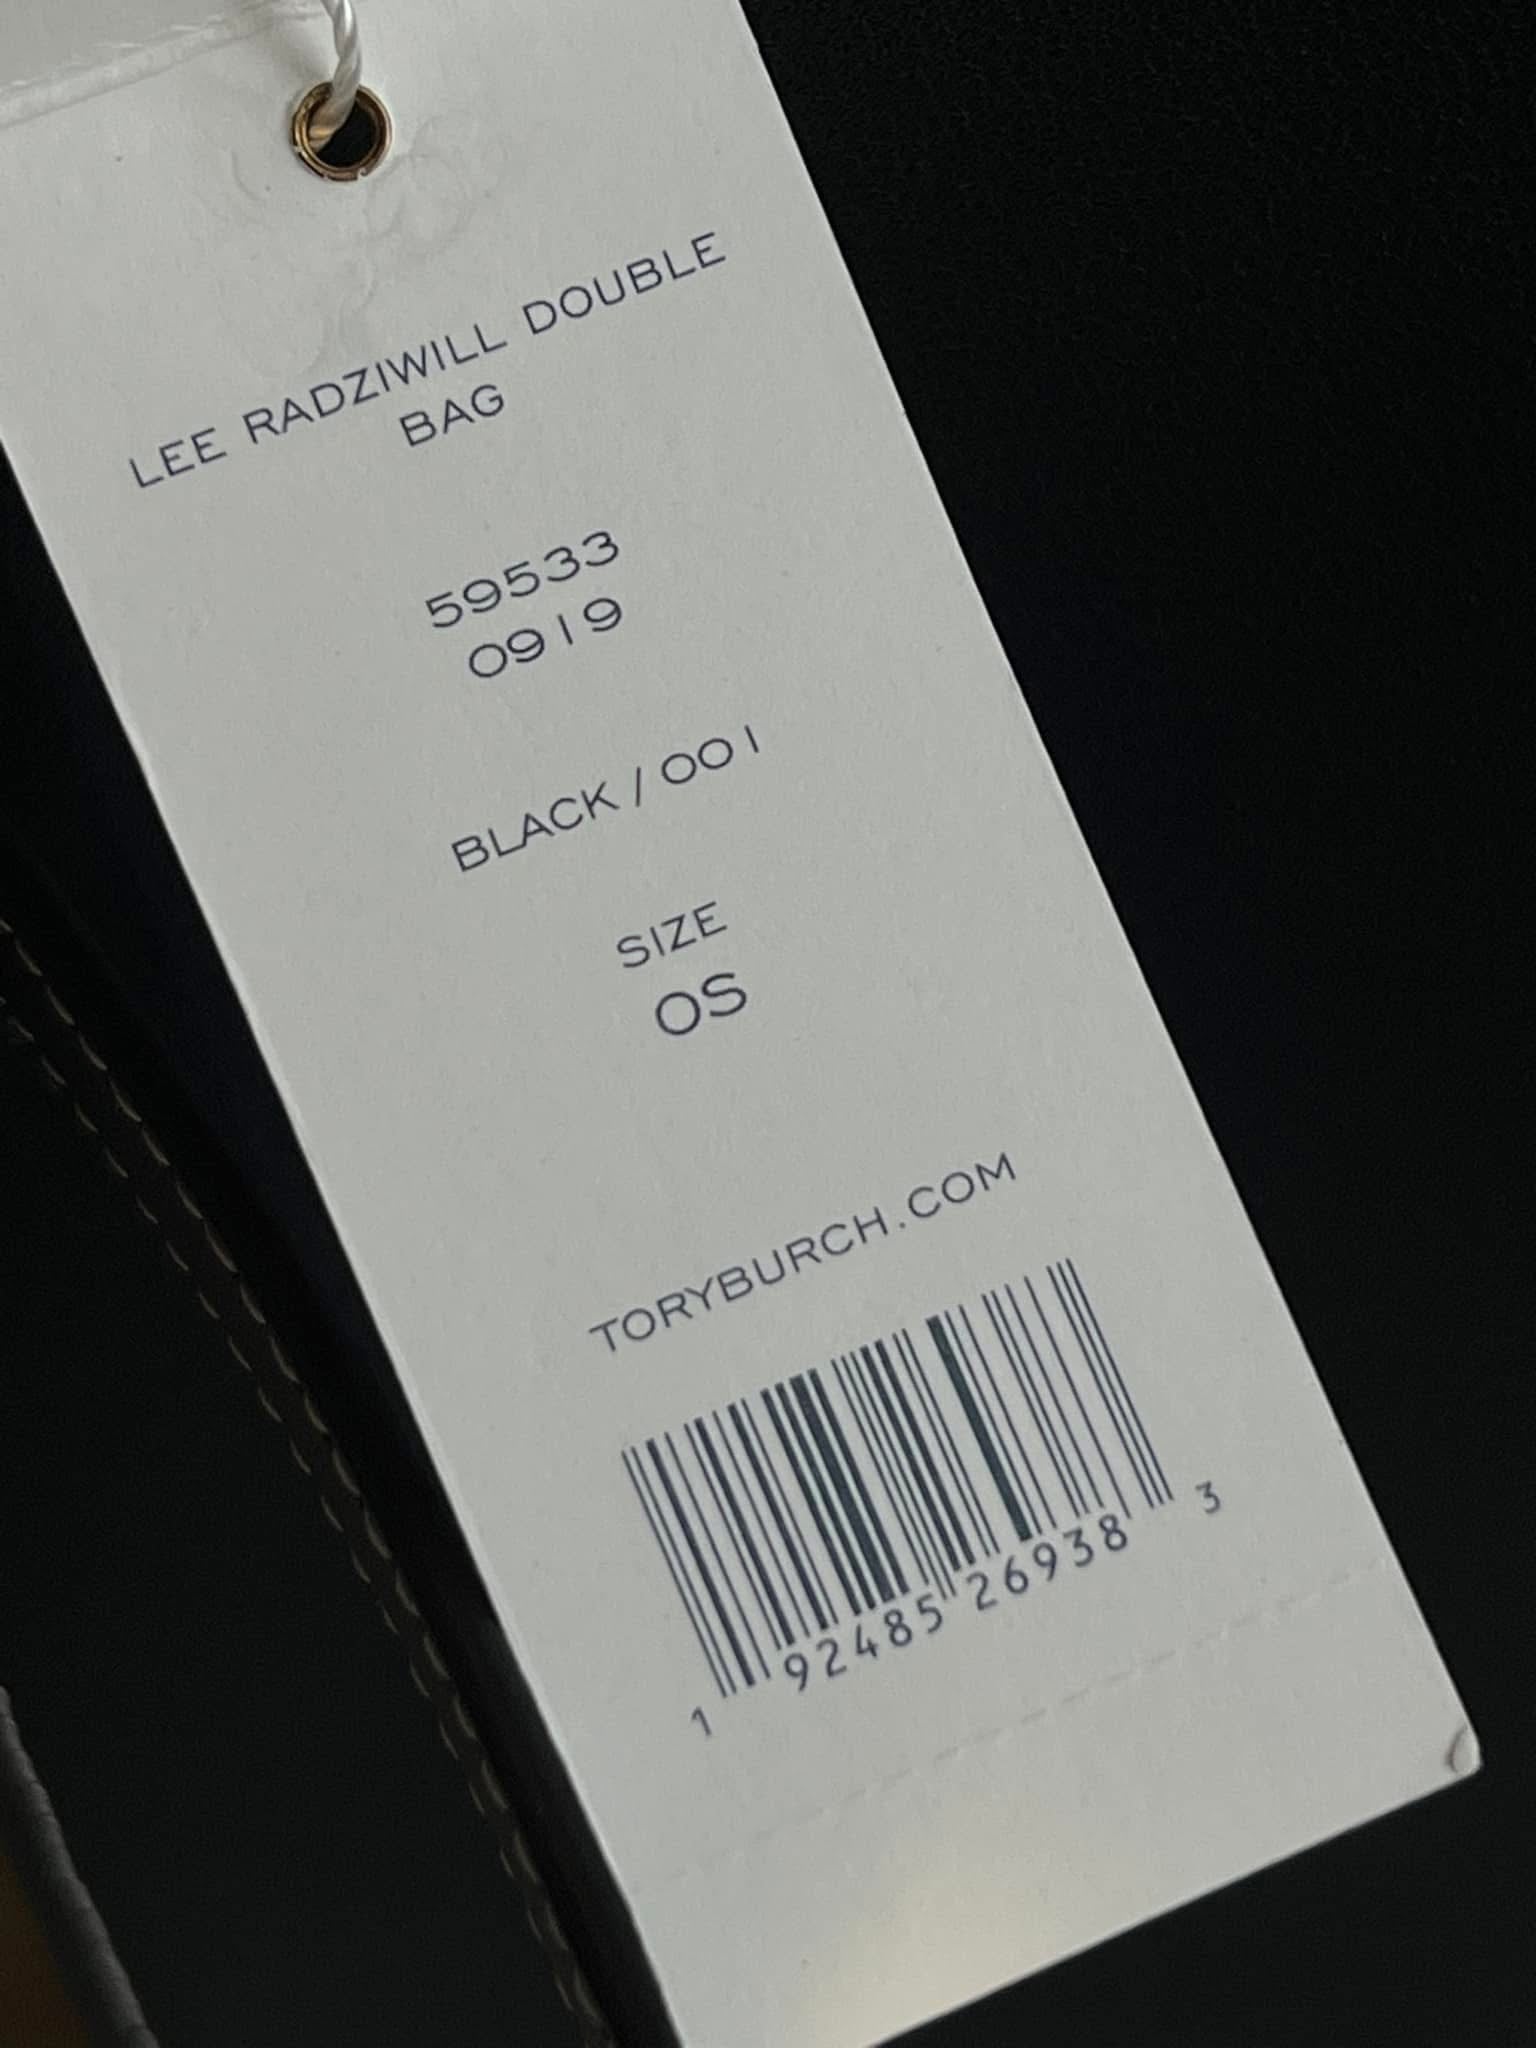 LEE RADZIWILL DOUBLE
BAG
59533
0919
BLACK / 001
SIZE
OS
TORYBURCH.COM
1 92485 26938 3